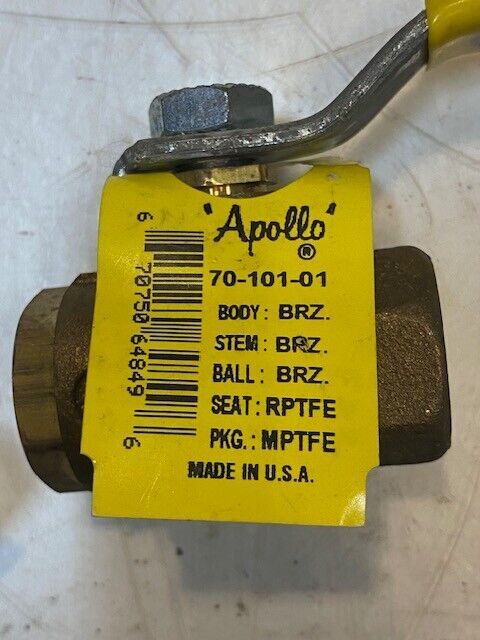 'Apollo'
®
70-101-01
BODY: BRZ.
STEM: BRZ.
BALL: BRZ.
SEAT: RPTFE
PKG.: MPTFE
MADE IN U.S.A.
6 70750 64849 6